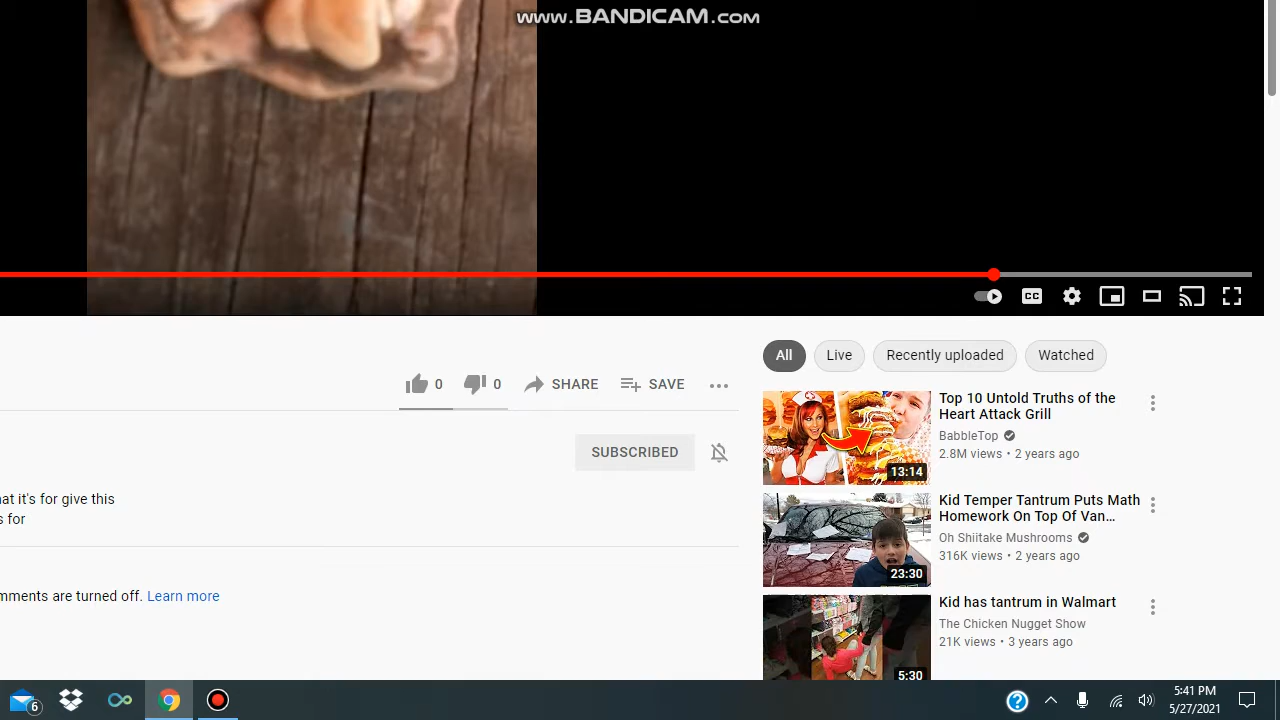 www.BANDICAM.com
CC
All
Live
Recently uploaded
Watched
0
0
SHARE
SAVE
SUBSCRIBED
at it's for give this
s for
mments are turned off. Learn more
13:14
Top 10 Untold Truths of the
Heart Attack Grill
BabbleTop
2.8M views • 2 years ago
23:30
Kid Temper Tantrum Puts Math
Homework On Top Of Van...
Oh Shiitake Mushrooms
316K views • 2 years ago
5:30
Kid has tantrum in Walmart
The Chicken Nugget Show
21K views • 3 years ago
6
?
5:41 PM
5/27/2021